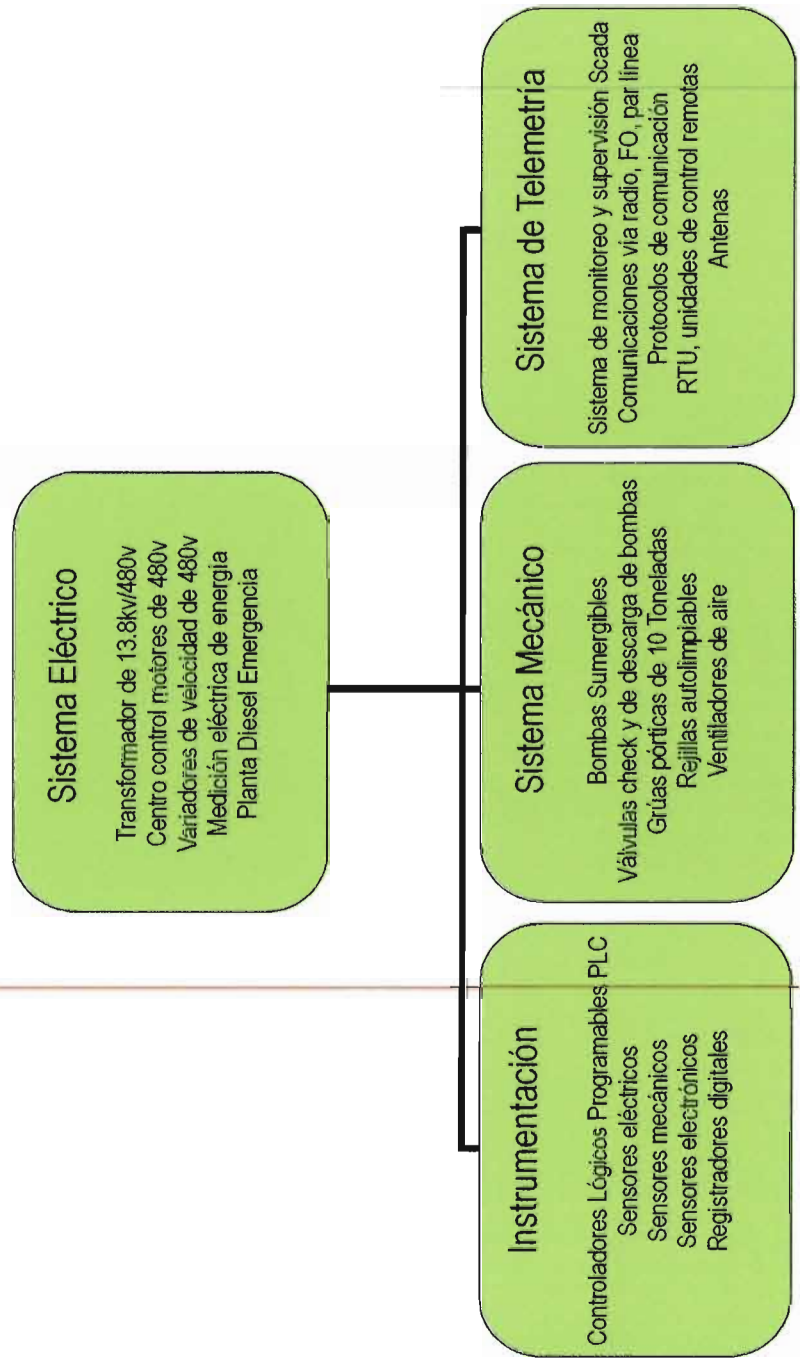 Sistema Eléctrico
Transformador de 13.8kv/480v
Centro control motores de 480v
Variadores de velocidad de 480v
Medición eléctrica de energía
Planta Diesel Emergencia
Instrumentación
Controladores Lógicos Programables PLC
Sensores eléctricos
Sensores mecánicos
Sensores electrónicos
Registradores digitales
Sistema Mecánico
Bombas Sumergibles
Válvulas check y de descarga de bombas
Grúas pórticas de 10 Toneladas
Rejillas autolimpiables
Ventiladores de aire
Sistema de Telemetría
Sistema de monitoreo y supervisión Scada
Comunicaciones via radio, FO, par línea
Protocolos de comunicación
RTU, unidades de control remotas
Antenas